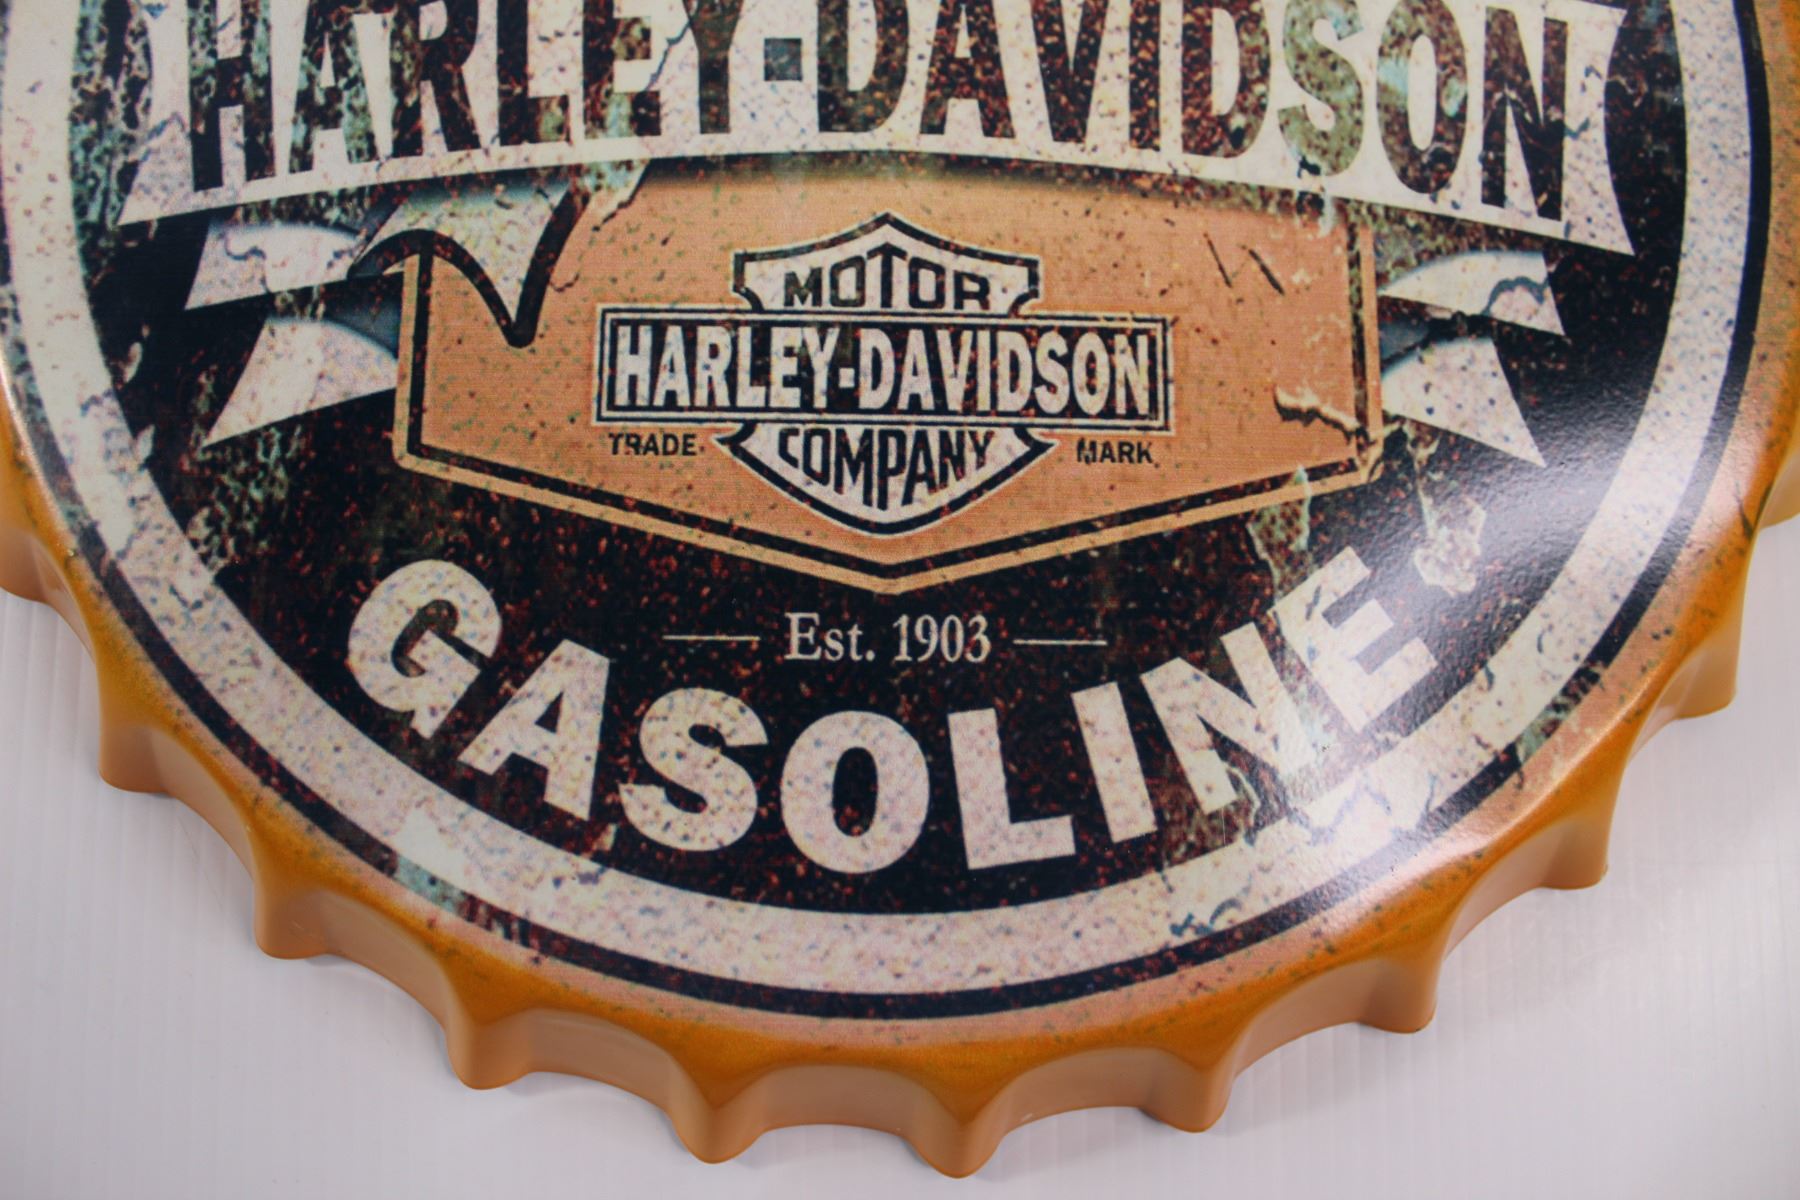 HARLEY-DAVIDSON
MOTOR
HARLEY-DAVIDSON
TRADE COMPANY MARK
Est. 1903
GASOLINE